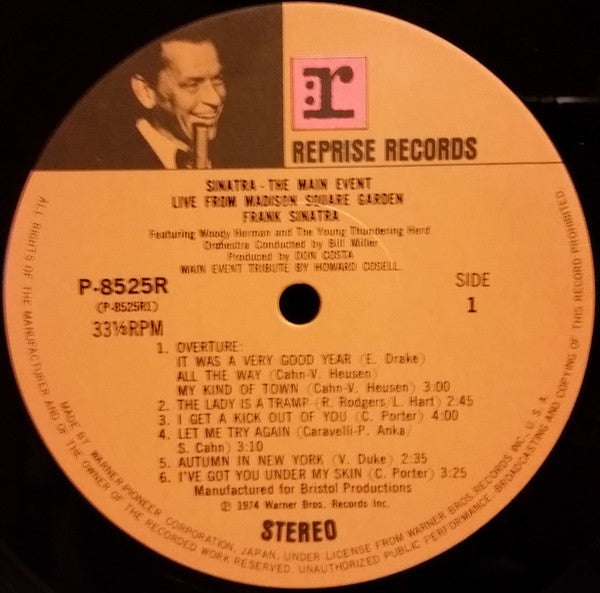 r
REPRISE RECORDS
SINATRA - THE MAIN EVENT
LIVE FROM MADISON SQUARE GARDEN
FRANK SINATRA
Featuring Woody Herman and The Young Thundering Herd
Orchestra Conducted by Bill Miller
Produced by DON COSTA
MAIN EVENT TRIBUTE BY HOWARD COSELL.
P-8525R
(P-8525R1)
33⅓RPM
SIDE
1
1. OVERTURE:
IT WAS A VERY GOOD YEAR (E. Drake)
ALL THE WAY (Cahn-V. Heusen)
MY KIND OF TOWN (Cahn-V. Heusen) 3:00
2. THE LADY IS A TRAMP (R. Rodgers/L. Hart) 2:45
3. I GET A KICK OUT OF YOU (C. Porter) 4:00
4. LET ME TRY AGAIN (Caravelli-P. Anka/
S. Cahn) 3:10
5. AUTUMN IN NEW YORK (V. Duke) 2:35
6. I'VE GOT YOU UNDER MY SKIN (C. Porter) 3:25
Manufactured for Bristol Productions
℗ 1974 Warner Bros. Records Inc.
STEREO
MADE BY WARNER-PIONEER CORPORATION, JAPAN, UNDER LICENSE FROM WARNER BROS. RECORDS INC., U.S.A.
ALL RIGHTS OF THE MANUFACTURER AND OF THE OWNER OF THE RECORDED WORK RESERVED. UNAUTHORIZED PUBLIC PERFORMANCE, BROADCASTING AND COPYING OF THIS RECORD PROHIBITED.